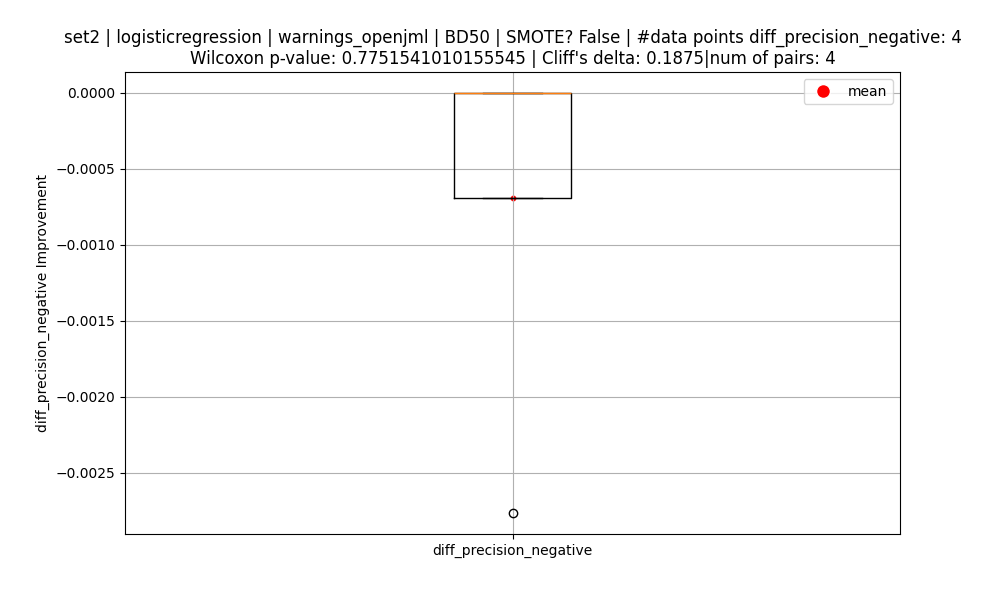 set2 | logisticregression | warnings_openjml | BD50 | SMOTE? False | #data points diff_precision_negative: 4
Wilcoxon p-value: 0.7751541010155545 | Cliff's delta: 0.1875|num of pairs: 4
mean
0.0000
−0.0005
−0.0010
−0.0015
−0.0020
−0.0025
diff_precision_negative Improvement
diff_precision_negative